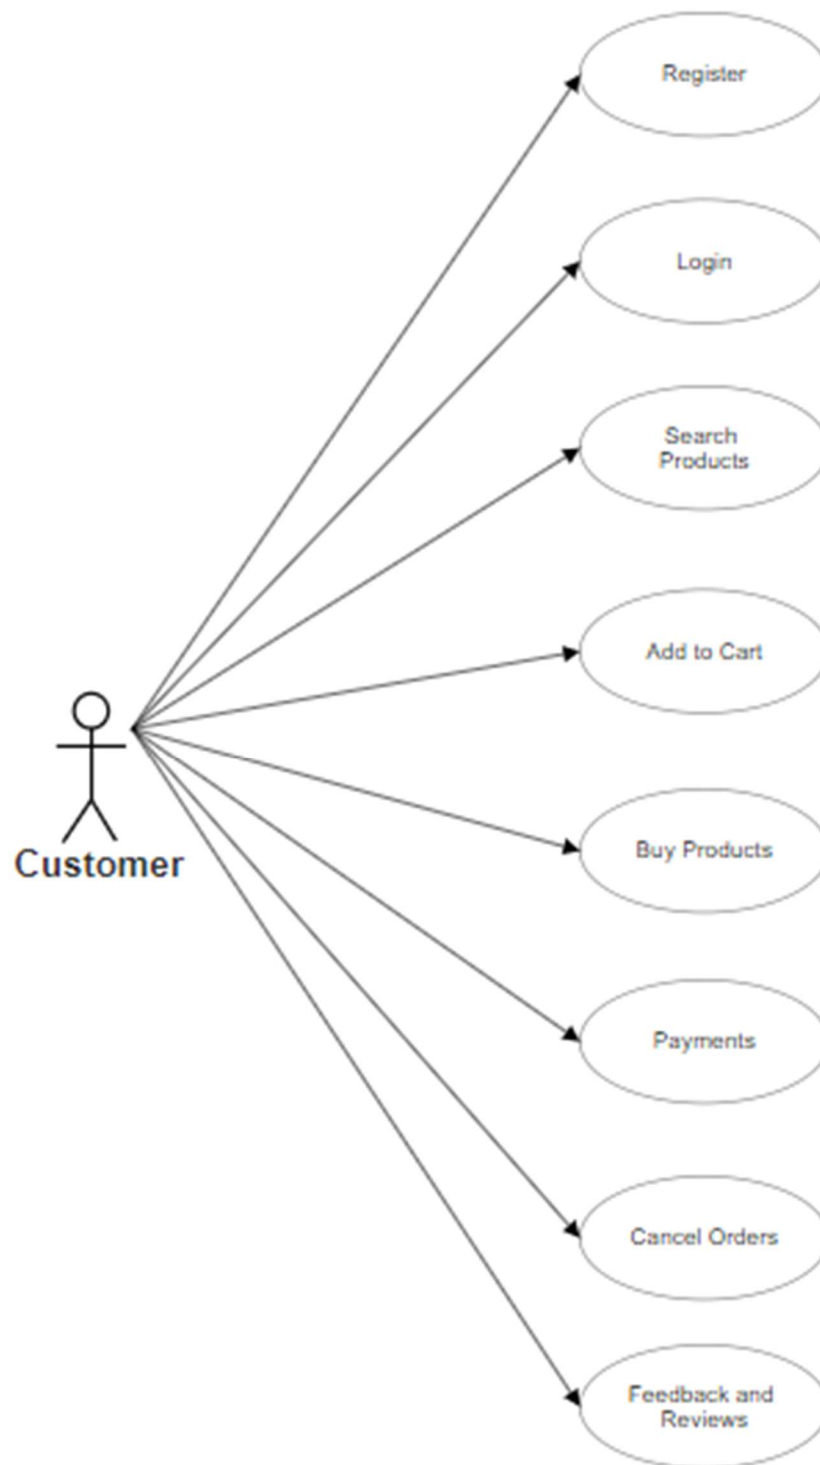 Register
Login
Search
Products
Add to Cart
Customer
Buy Products
Payments
Cancel Orders
Feedback and
Reviews